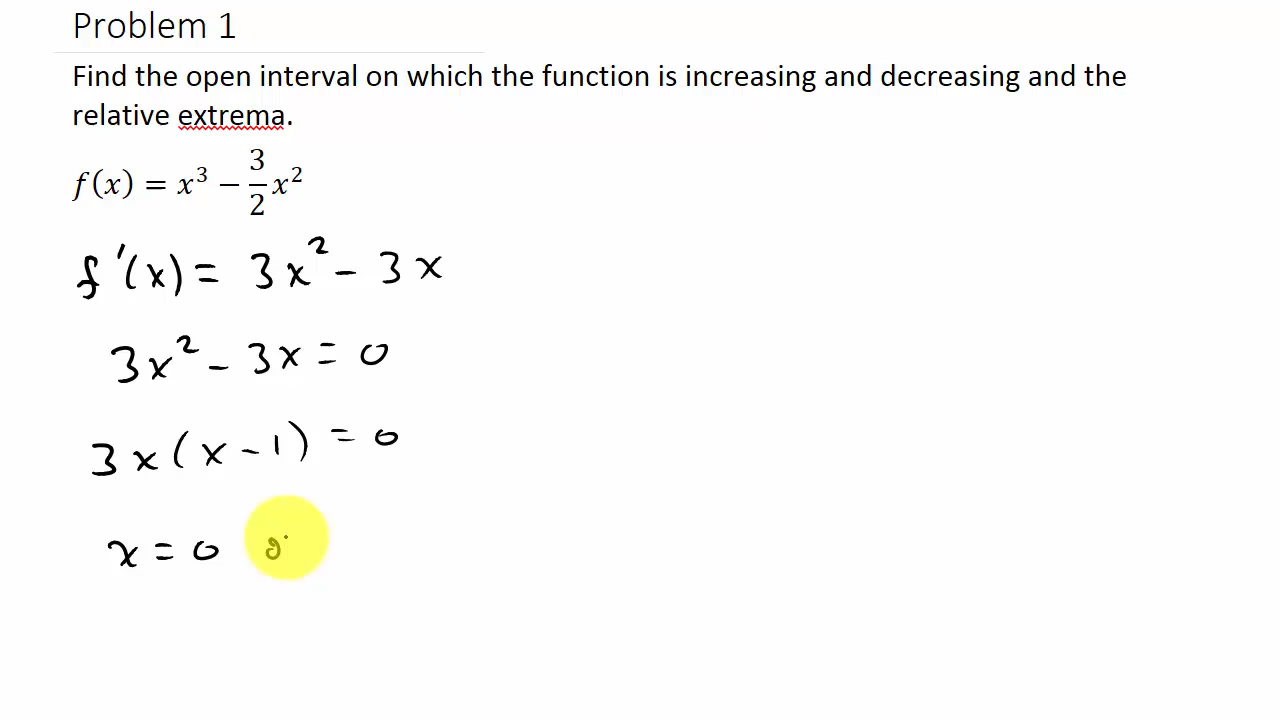 Problem 1
Find the open interval on which the function is increasing and decreasing and the
relative extrema.
f(x) = x³ − 3/2 x²
f'(x) = 3x² - 3x
3x² - 3x = 0
3x(x - 1) = 0
x = 0